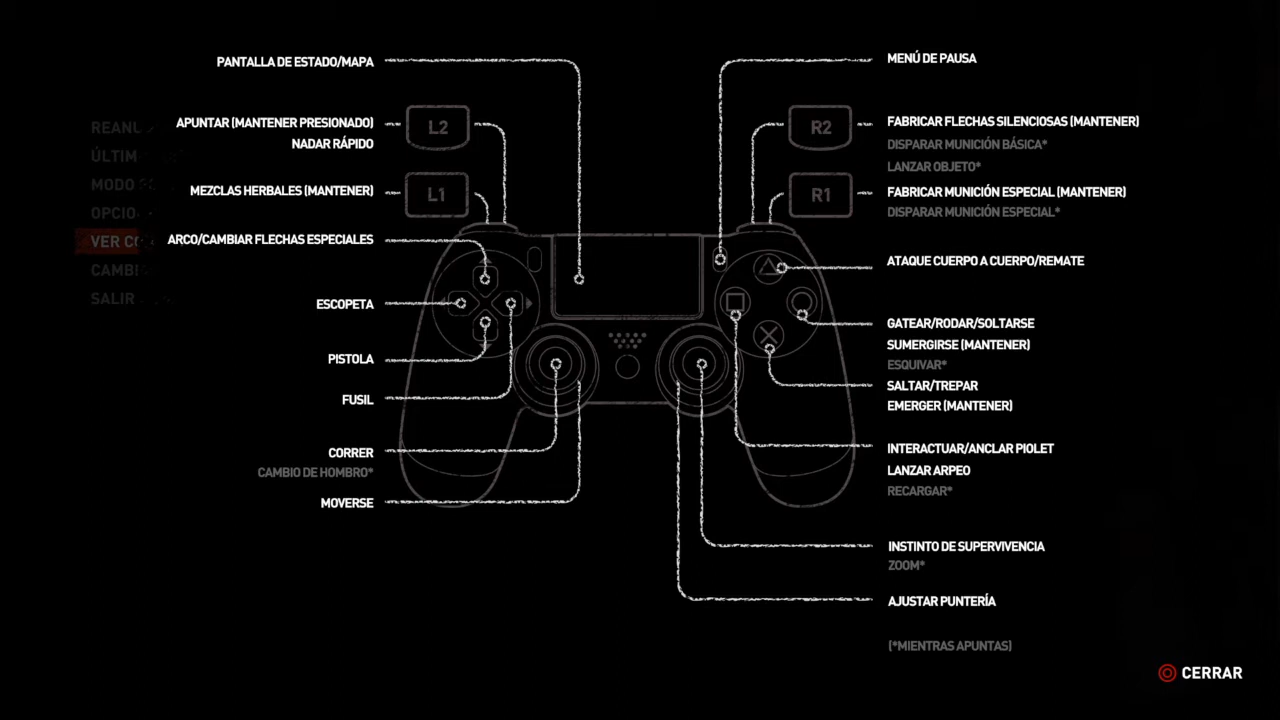 PANTALLA DE ESTADO/MAPA
APUNTAR (MANTENER PRESIONADO)
NADAR RÁPIDO
L2
MEZCLAS HERBALES (MANTENER)
L1
ARCO/CAMBIAR FLECHAS ESPECIALES
ESCOPETA
PISTOLA
FUSIL
CORRER
CAMBIO DE HOMBRO*
MOVERSE
MENÚ DE PAUSA
R2
FABRICAR FLECHAS SILENCIOSAS (MANTENER)
DISPARAR MUNICIÓN BÁSICA*
LANZAR OBJETO*
R1
FABRICAR MUNICIÓN ESPECIAL (MANTENER)
DISPARAR MUNICIÓN ESPECIAL*
ATAQUE CUERPO A CUERPO/REMATE
GATEAR/RODAR/SOLTARSE
SUMERGIRSE (MANTENER)
ESQUIVAR*
SALTAR/TREPAR
EMERGER (MANTENER)
INTERACTUAR/ANCLAR PIOLET
LANZAR ARPEO
RECARGAR*
INSTINTO DE SUPERVIVENCIA
ZOOM*
AJUSTAR PUNTERÍA
(*MIENTRAS APUNTAS)
CERRAR
MODO
VER
SALIR